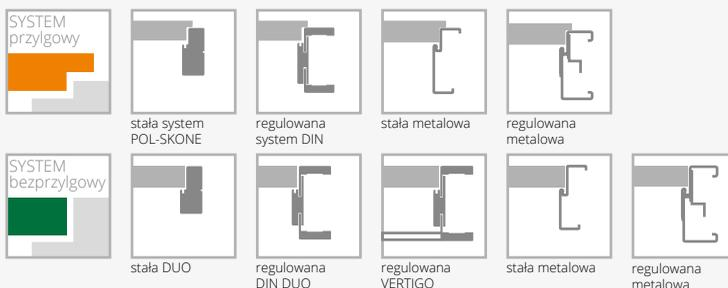 SYSTEM
przylgowy
stała system
POL-SKONE
regulowana
system DIN
stała metalowa
regulowana
metalowa
SYSTEM
bezprzylgowy
stała DUO
regulowana
DIN DUO
regulowana
VERTIGO
stała metalowa
regulowana
metalowa